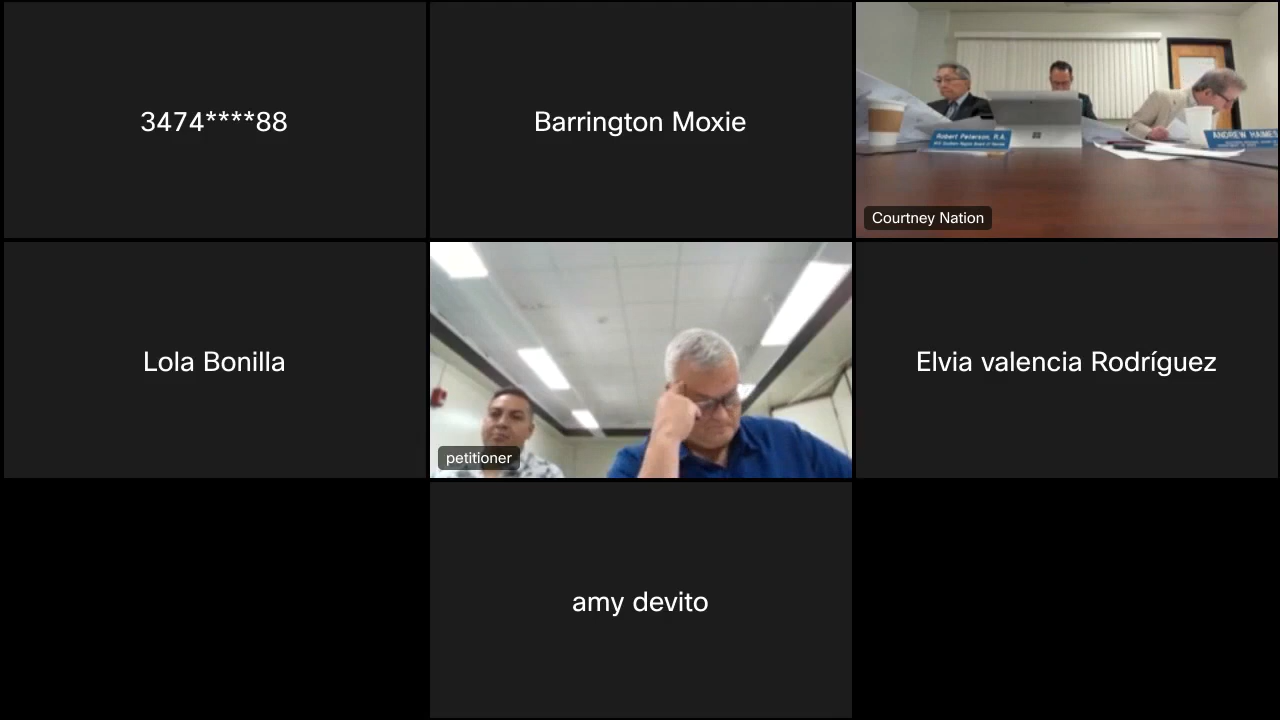 3474****88
Barrington Moxie
Robert Peterson, R.A.
ANDREW HAIMES
Courtney Nation
Lola Bonilla
petitioner
Elvia valencia Rodríguez
amy devito